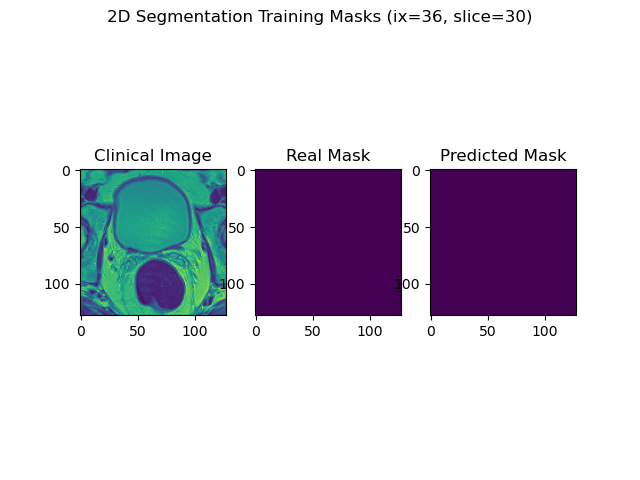 2D Segmentation Training Masks (ix=36, slice=30)
Clinical Image Real Mask Predicted Mask
0 0 0
50 50 50
100 100 100
0 50 100 0 50 100 0 50 100